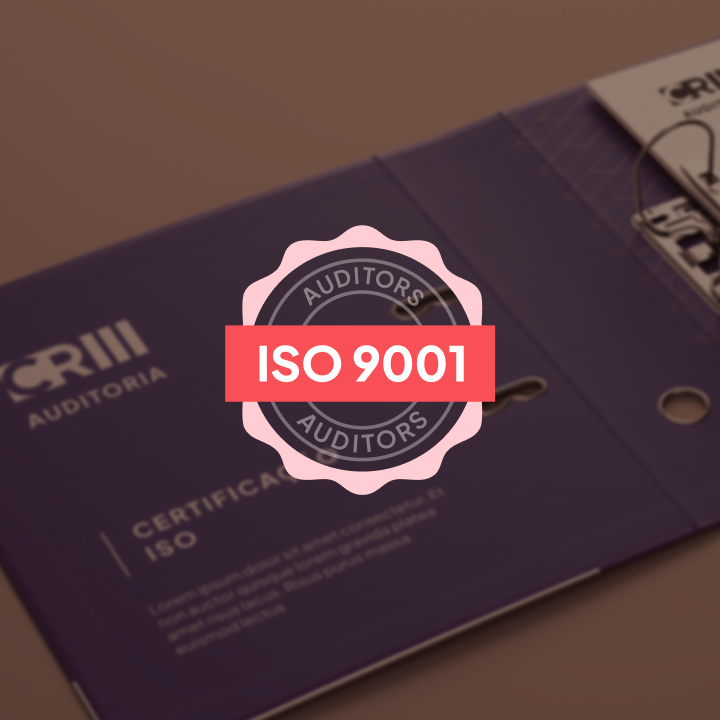 AUDITORS
ISO 9001
AUDITORS
CRIII
AUDITORIA
CERTIFICAÇÃO
ISO
Lorem ipsum dolor sit amet consectetur. Et
non auctor quisque lorem gravida platea
amet risus lacus. Risus purus massa
euismod lectus
CRIII